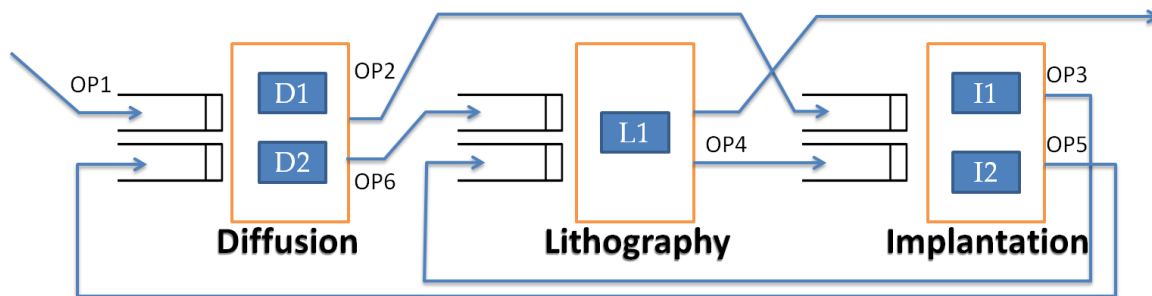 OP1
D1
D2
OP2
OP6
Diffusion
L1
OP4
Lithography
I1
I2
OP3
OP5
Implantation